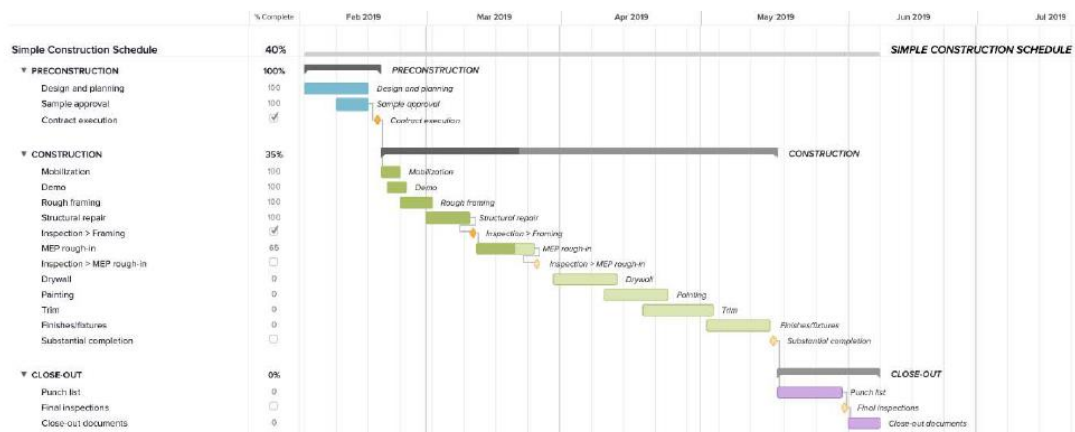 % Complete Feb 2019 Mar 2019 Apr 2019 May 2019 Jun 2019 Jul 2019
Simple Construction Schedule 40% SIMPLE CONSTRUCTION SCHEDULE
▼ PRECONSTRUCTION 100% PRECONSTRUCTION
Design and planning 100 Design and planning
Sample approval 100 Sample approval
Contract execution Contract execution
▼ CONSTRUCTION 35% CONSTRUCTION
Mobilization 100 Mobilization
Demo 100 Demo
Rough framing 100 Rough framing
Structural repair 100 Structural repair
Inspection > Framing Inspection > Framing
MEP rough-in 65 MEP rough-in
Inspection > MEP rough-in Inspection > MEP rough-in
Drywall 0 Drywall
Painting 0 Painting
Trim 0 Trim
Finishes/fixtures 0 Finishes/fixtures
Substantial completion Substantial completion
▼ CLOSE-OUT 0% CLOSE-OUT
Punch list 0 Punch list
Final inspections Final inspections
Close-out documents 0 Close-out documents